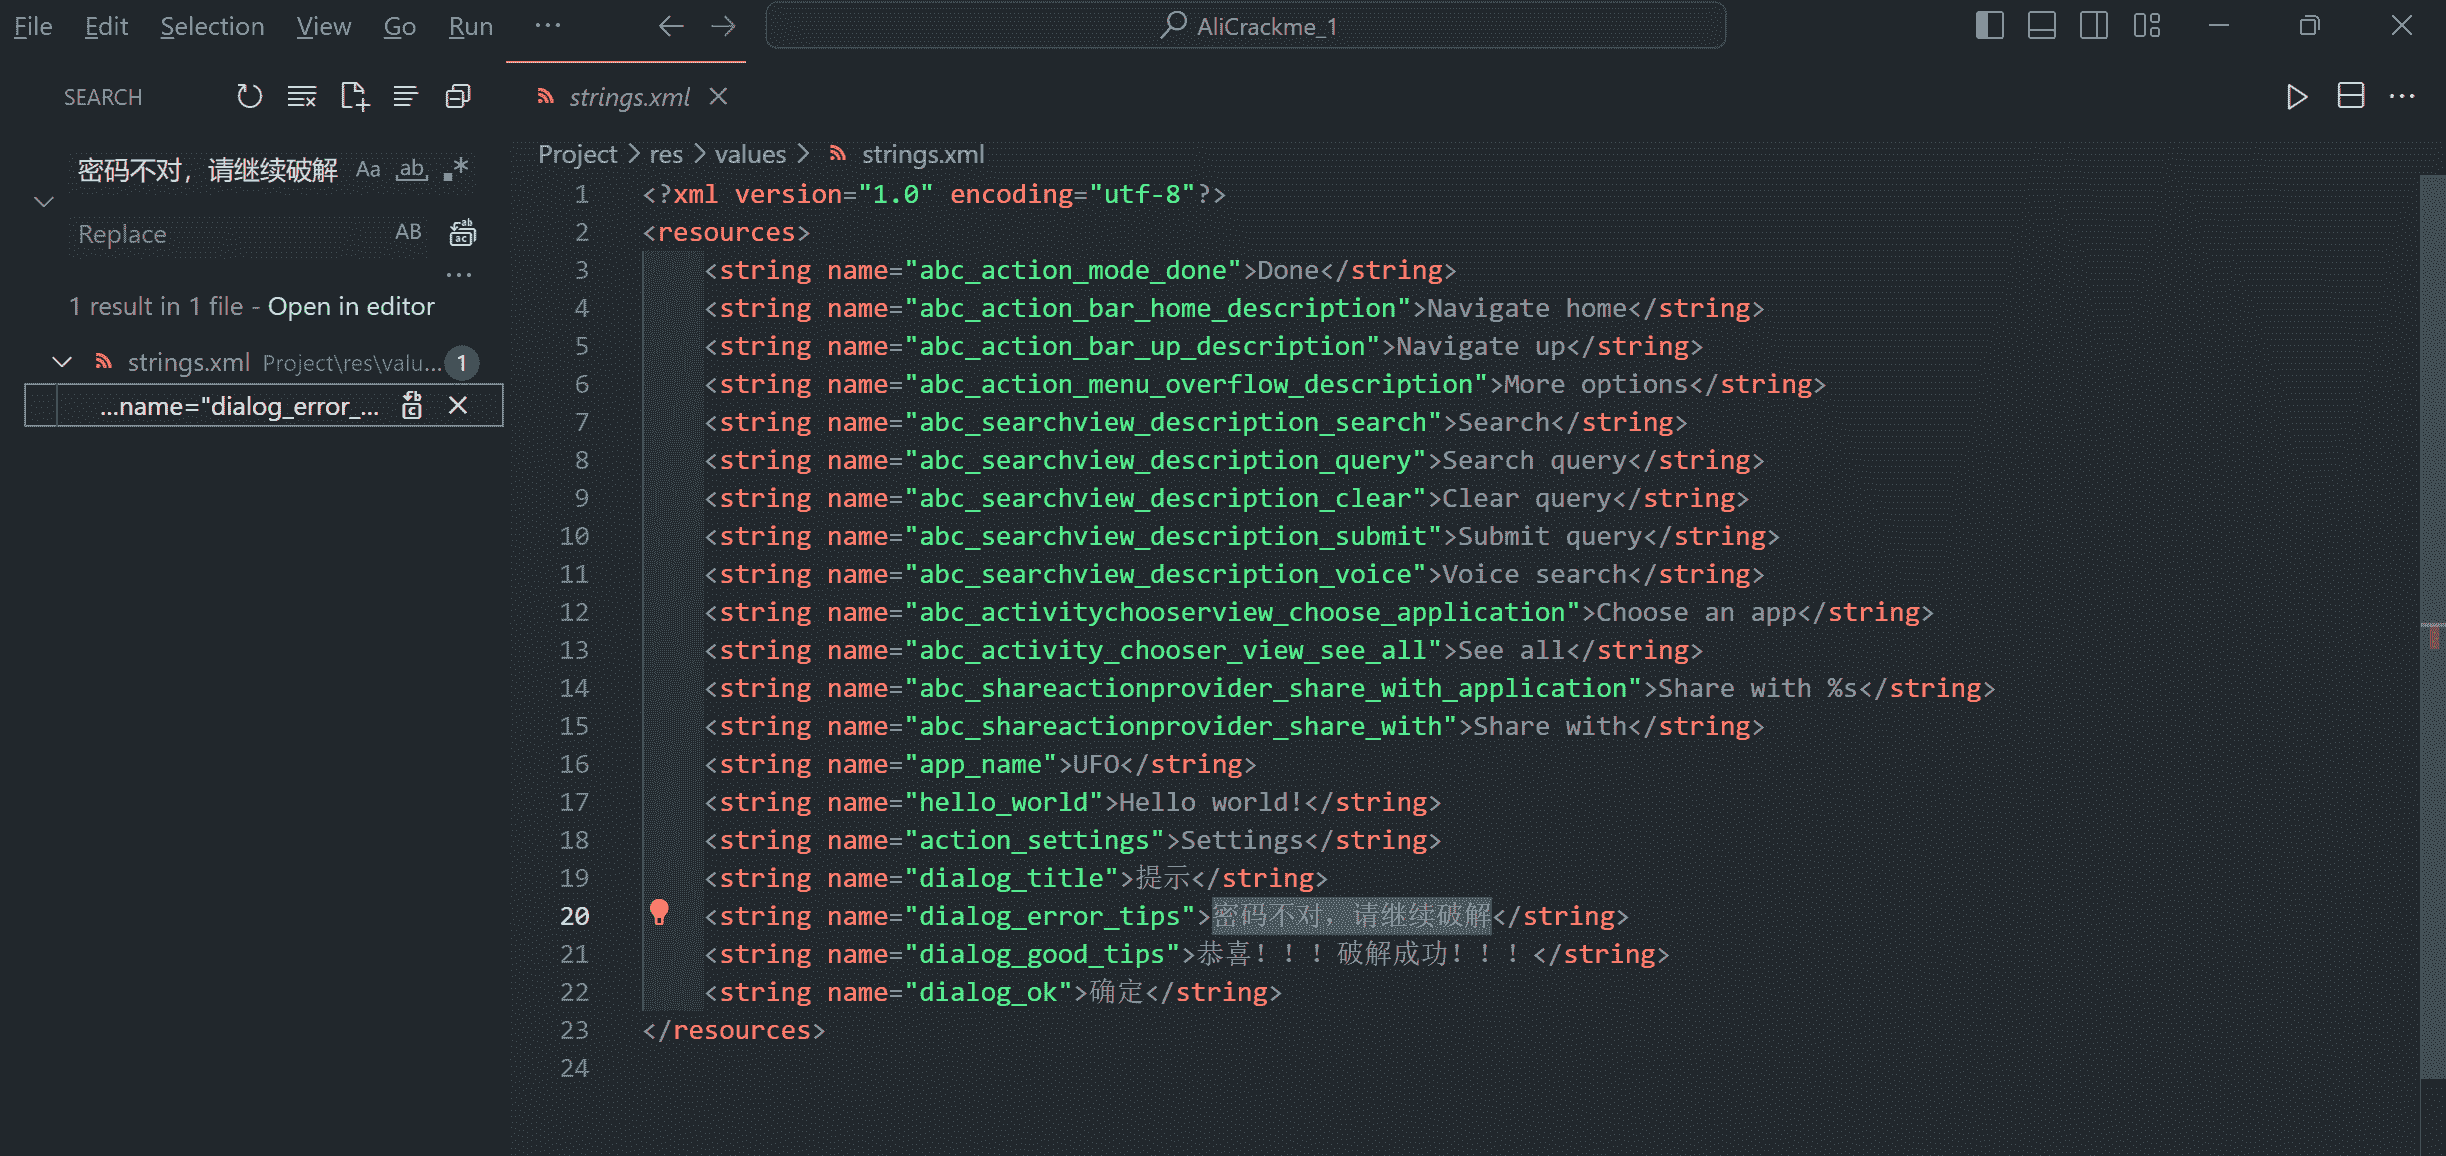 File Edit Selection View Go Run ··· AliCrackme_1
SEARCH
strings.xml
密码不对，请继续破解 Aa ab
Replace AB
1 result in 1 file - Open in editor
strings.xml Project\res\valu... 1
...name="dialog_error_...
Project > res > values > strings.xml
1 <?xml version="1.0" encoding="utf-8"?>
2 <resources>
3 <string name="abc_action_mode_done">Done</string>
4 <string name="abc_action_bar_home_description">Navigate home</string>
5 <string name="abc_action_bar_up_description">Navigate up</string>
6 <string name="abc_action_menu_overflow_description">More options</string>
7 <string name="abc_searchview_description_search">Search</string>
8 <string name="abc_searchview_description_query">Search query</string>
9 <string name="abc_searchview_description_clear">Clear query</string>
10 <string name="abc_searchview_description_submit">Submit query</string>
11 <string name="abc_searchview_description_voice">Voice search</string>
12 <string name="abc_activitychooserview_choose_application">Choose an app</string>
13 <string name="abc_activity_chooser_view_see_all">See all</string>
14 <string name="abc_shareactionprovider_share_with_application">Share with %s</string>
15 <string name="abc_shareactionprovider_share_with">Share with</string>
16 <string name="app_name">UFO</string>
17 <string name="hello_world">Hello world!</string>
18 <string name="action_settings">Settings</string>
19 <string name="dialog_title">提示</string>
20 <string name="dialog_error_tips">密码不对，请继续破解</string>
21 <string name="dialog_good_tips">恭喜！！！破解成功！！！</string>
22 <string name="dialog_ok">确定</string>
23 </resources>
24